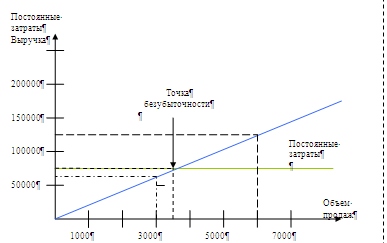 Постоянные·
затраты¶
Выручка¶
200000¶
150000¶
100000¶
50000¶
Точка¶
безубыточности¶
¶
Постоянные·
затраты¶
¶
Объем·
продаж¶
1000¶
3000¶
5000¶
7000¶